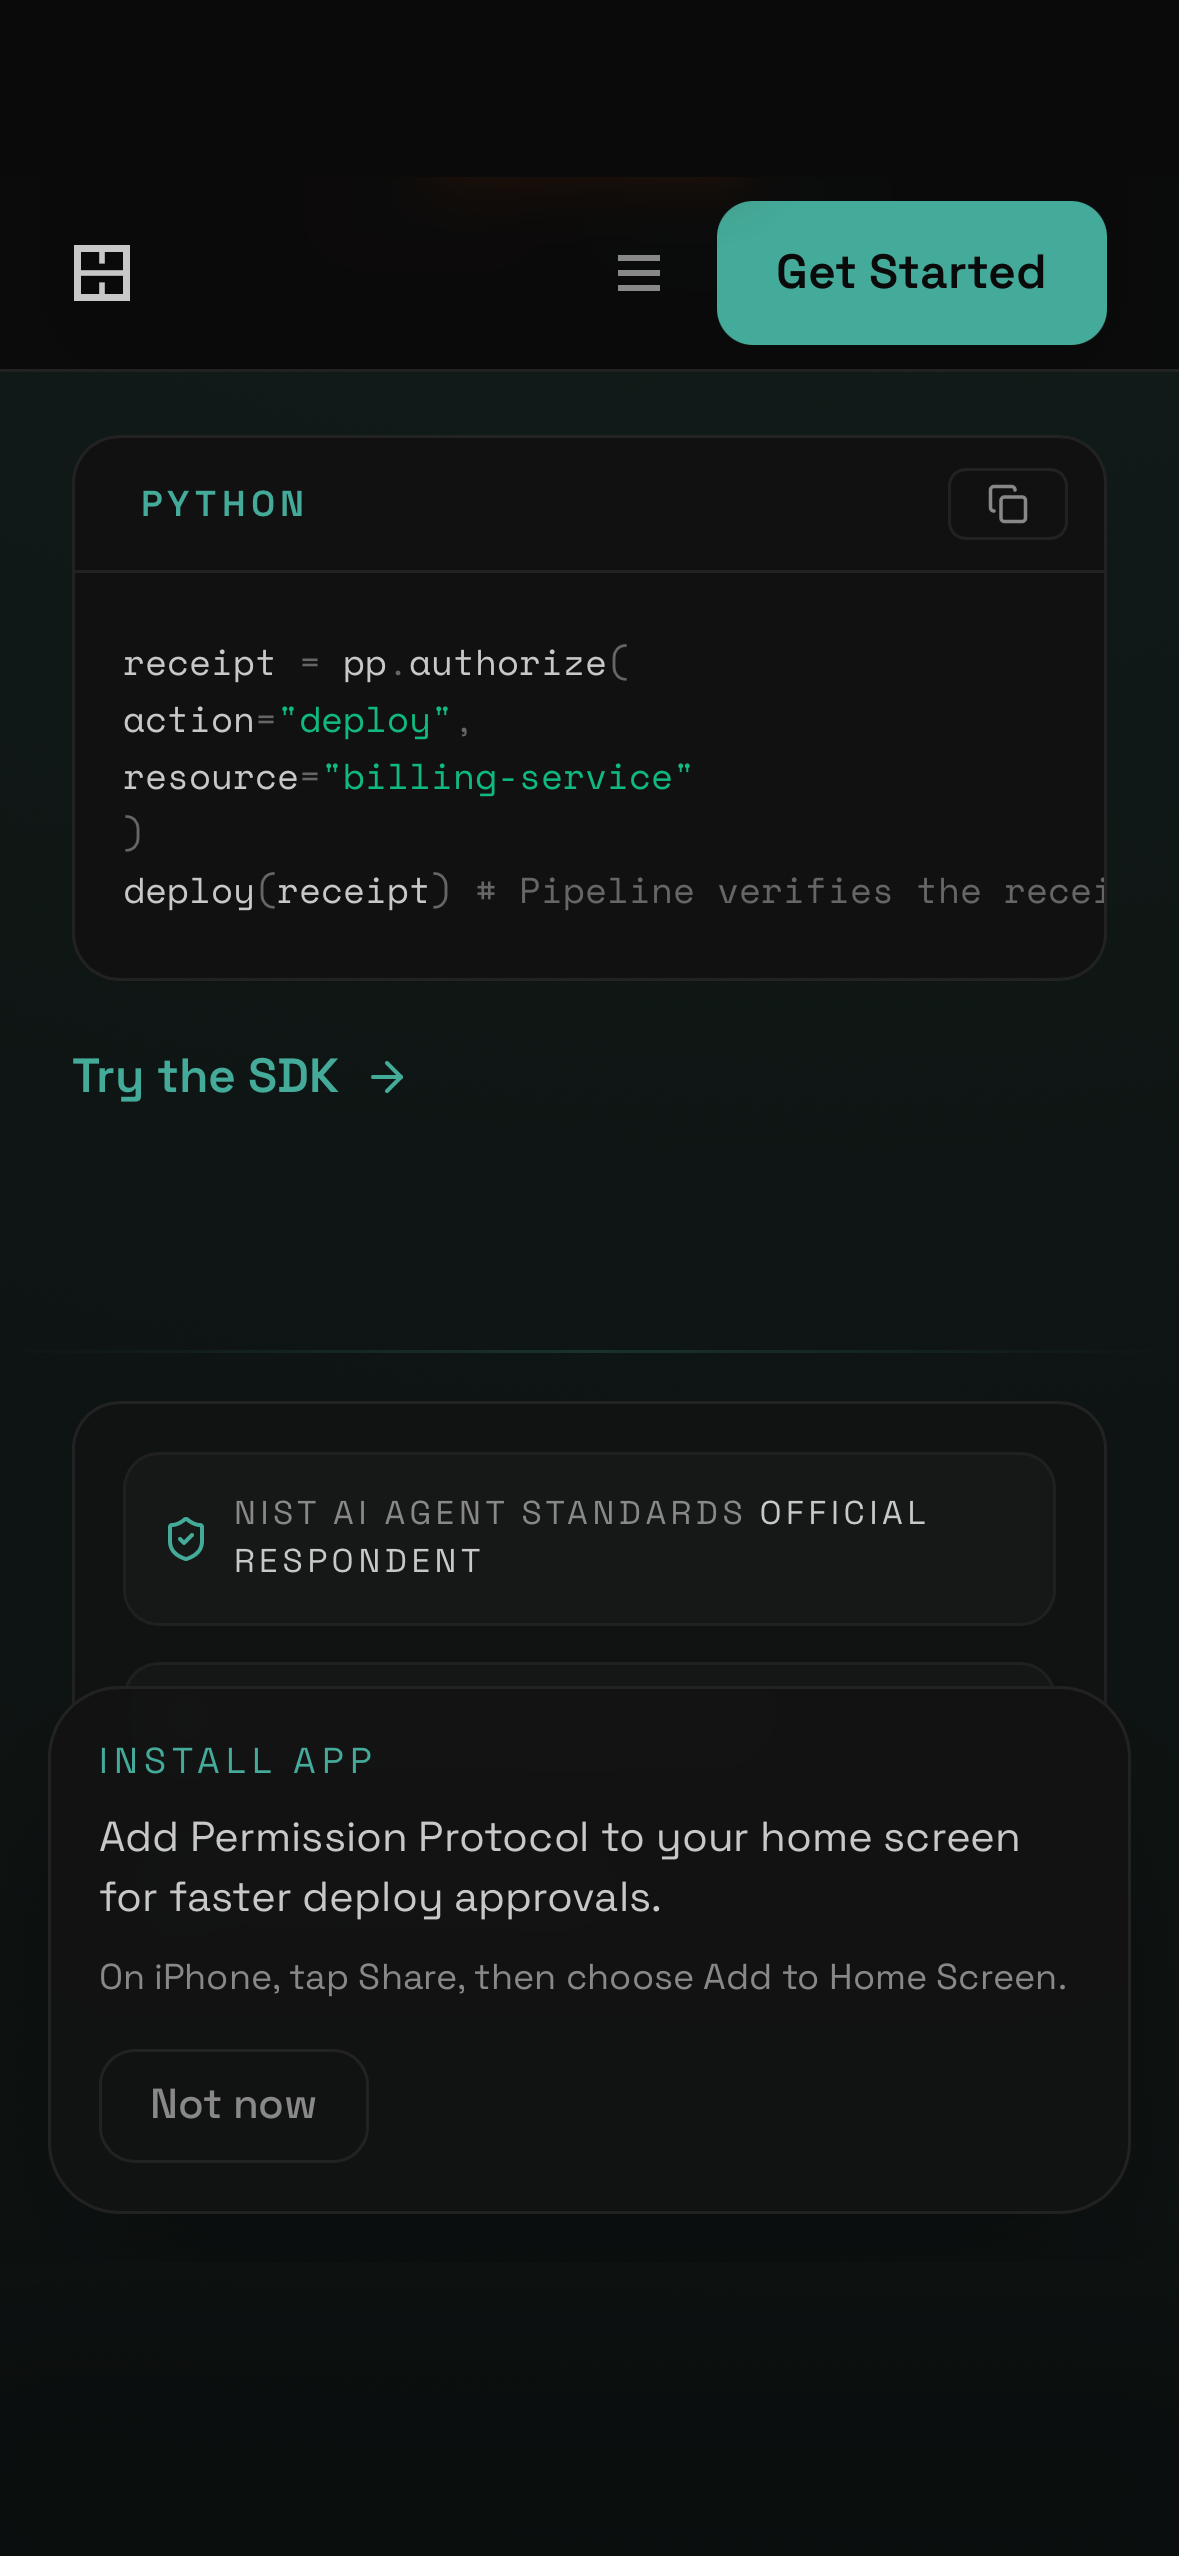 Get Started
PYTHON
receipt = pp.authorize(
action="deploy",
resource="billing-service"
)
deploy(receipt) # Pipeline verifies the recei
Try the SDK →
NIST AI AGENT STANDARDS OFFICIAL
RESPONDENT
INSTALL APP
Add Permission Protocol to your home screen
for faster deploy approvals.
On iPhone, tap Share, then choose Add to Home Screen.
Not now